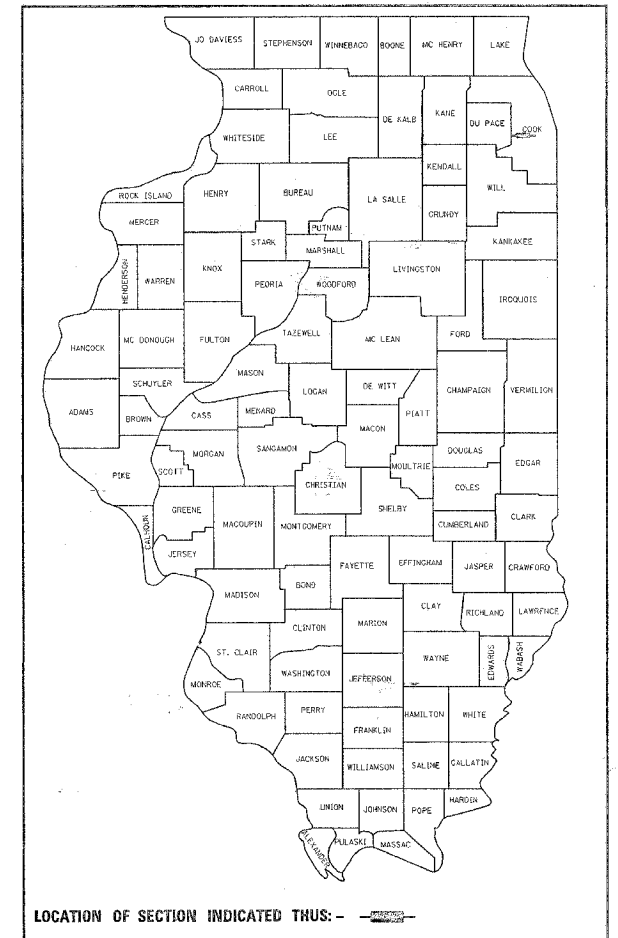 JO DAVIESS STEPHENSON WINNEBAGO BOONE MC HENRY LAKE
CARROLL OGLE DE KALB KANE DU PAGE COOK
WHITESIDE LEE
KENDALL WILL
ROCK ISLAND HENRY BUREAU LA SALLE GRUNDY
MERCER PUTNAM
STARK MARSHALL KANKAKEE
HENDERSON WARREN KNOX PEORIA WOODFORD LIVINGSTON IROQUOIS
HANCOCK MC DONOUGH FULTON TAZEWELL MC LEAN FORD
SCHUYLER MASON LOGAN DE WITT CHAMPAIGN VERMILION
ADAMS BROWN CASS MENARD MACON PIATT
PIKE SCOTT MORGAN SANGAMON MOULTRIE DOUGLAS EDGAR
CHRISTIAN COLES
GREENE MACOUPIN MONTGOMERY SHELBY CUMBERLAND CLARK
CALHOUN JERSEY
FAYETTE EFFINGHAM JASPER CRAWFORD
MADISON BOND CLAY RICHLAND LAWRENCE
CLINTON MARION
ST. CLAIR WAYNE EDWARDS WABASH
MONROE WASHINGTON JEFFERSON
RANDOLPH PERRY HAMILTON WHITE
FRANKLIN
JACKSON WILLIAMSON SALINE GALLATIN
UNION JOHNSON POPE HARDIN
ALEXANDER PULASKI MASSAC
LOCATION OF SECTION INDICATED THUS: -